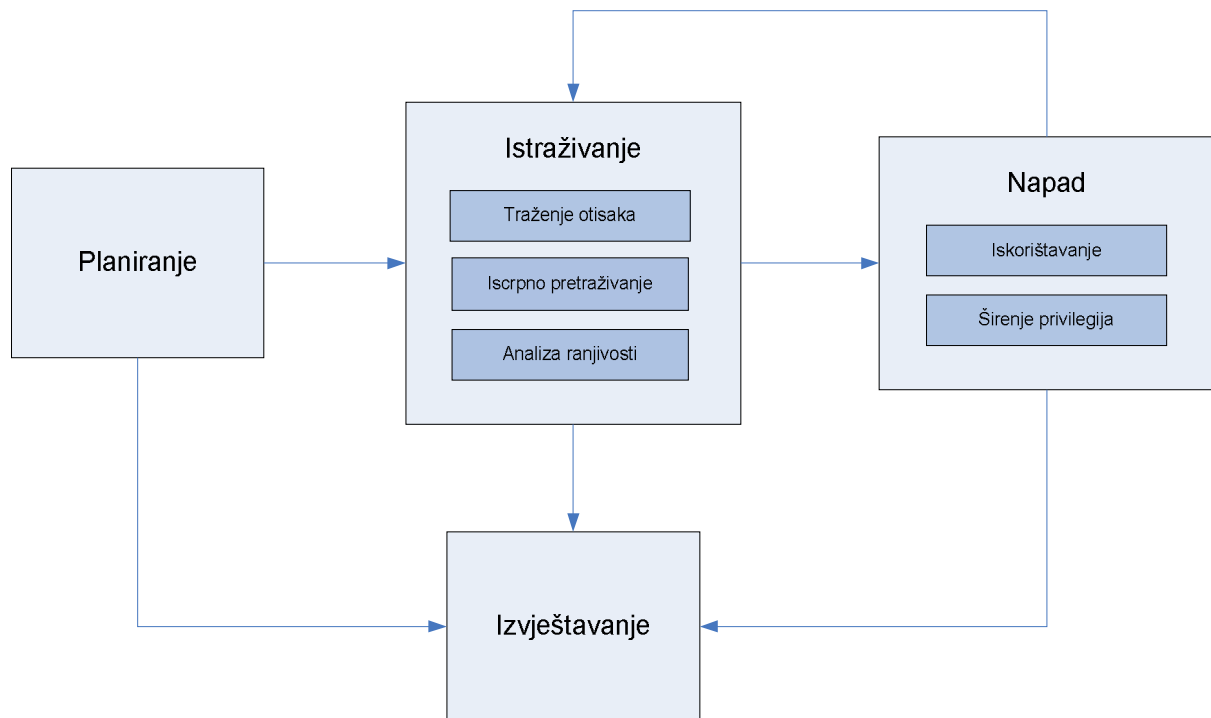 Planiranje
Istraživanje
Traženje otisaka
Iscrpno pretraživanje
Analiza ranjivosti
Napad
Iskorištavanje
Širenje privilegija
Izvještavanje